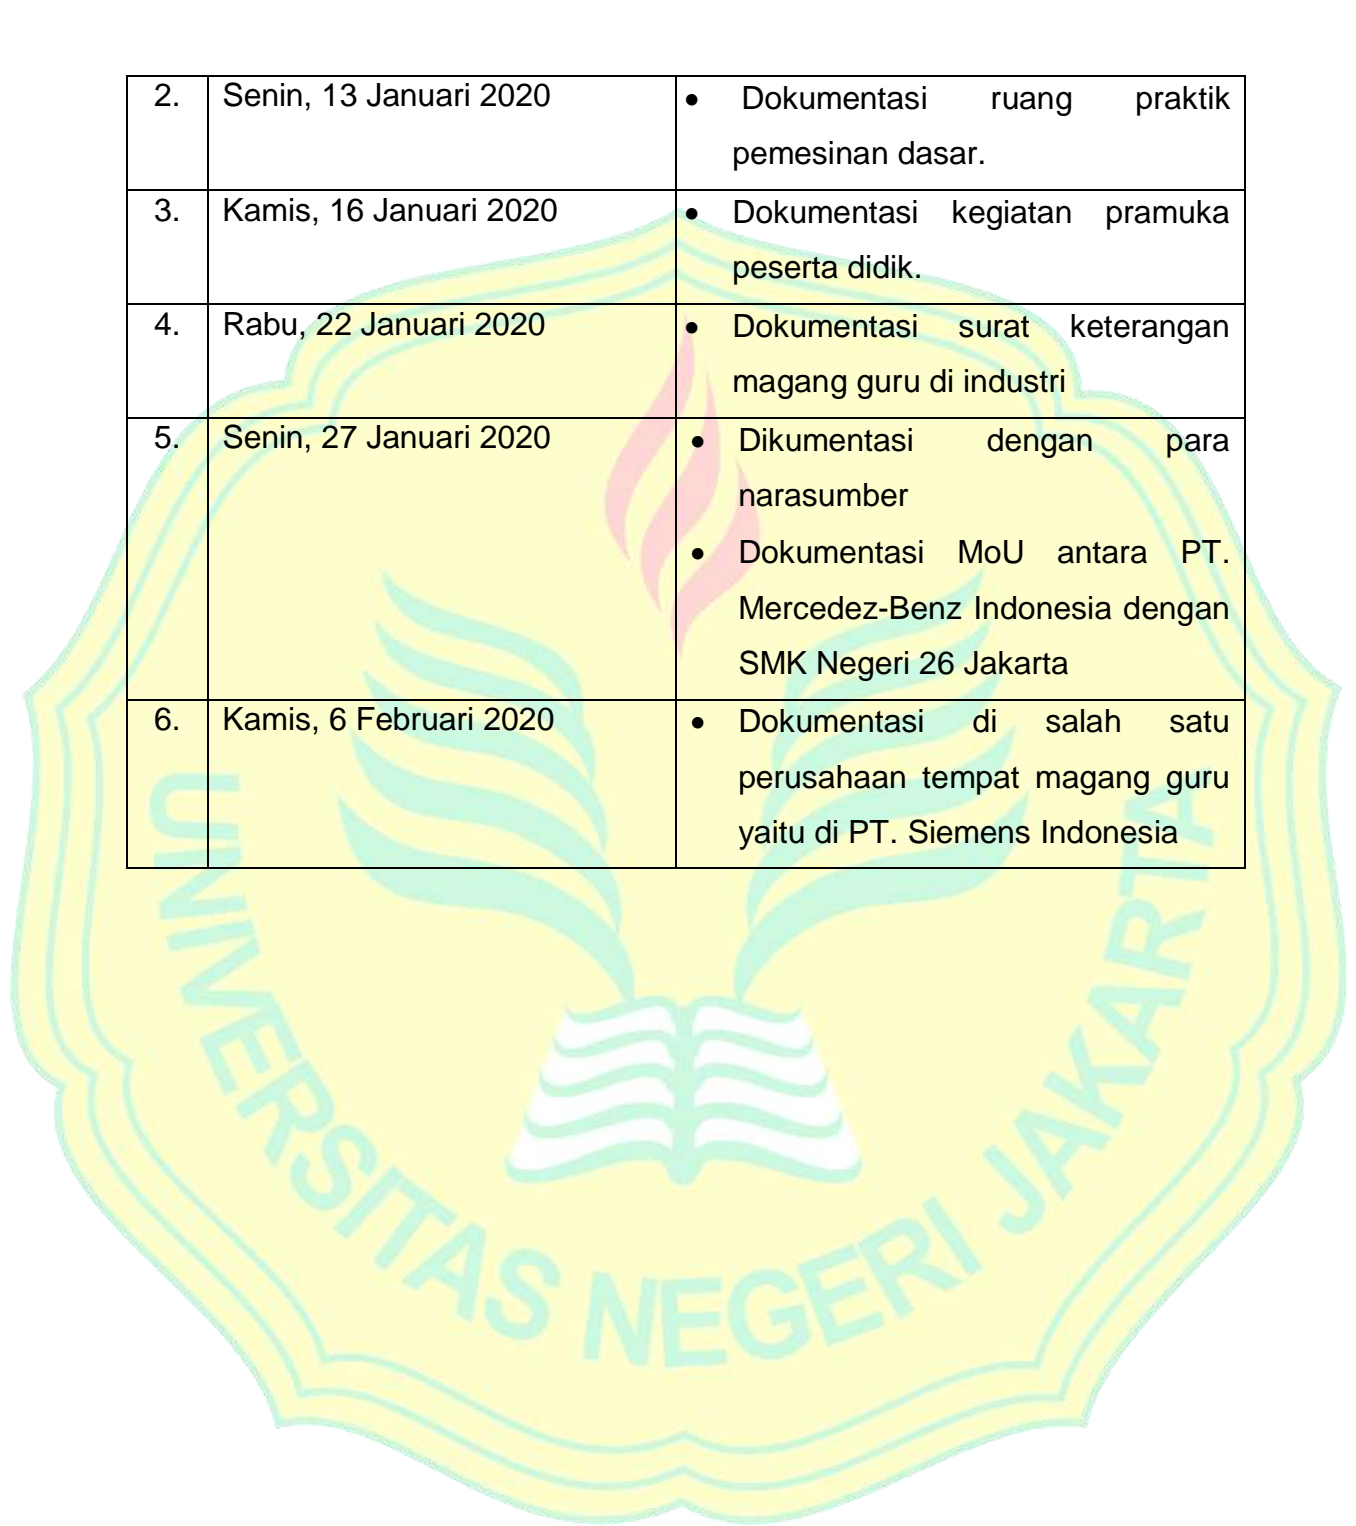 2. Senin, 13 Januari 2020 • Dokumentasi ruang praktik
pemesinan dasar.
3. Kamis, 16 Januari 2020 • Dokumentasi kegiatan pramuka
peserta didik.
4. Rabu, 22 Januari 2020 • Dokumentasi surat keterangan
magang guru di industri
5. Senin, 27 Januari 2020 • Dikumentasi dengan para
narasumber
• Dokumentasi MoU antara PT.
Mercedez-Benz Indonesia dengan
SMK Negeri 26 Jakarta
6. Kamis, 6 Februari 2020 • Dokumentasi di salah satu
perusahaan tempat magang guru
yaitu di PT. Siemens Indonesia
UNIVERSITAS NEGERI JAKARTA